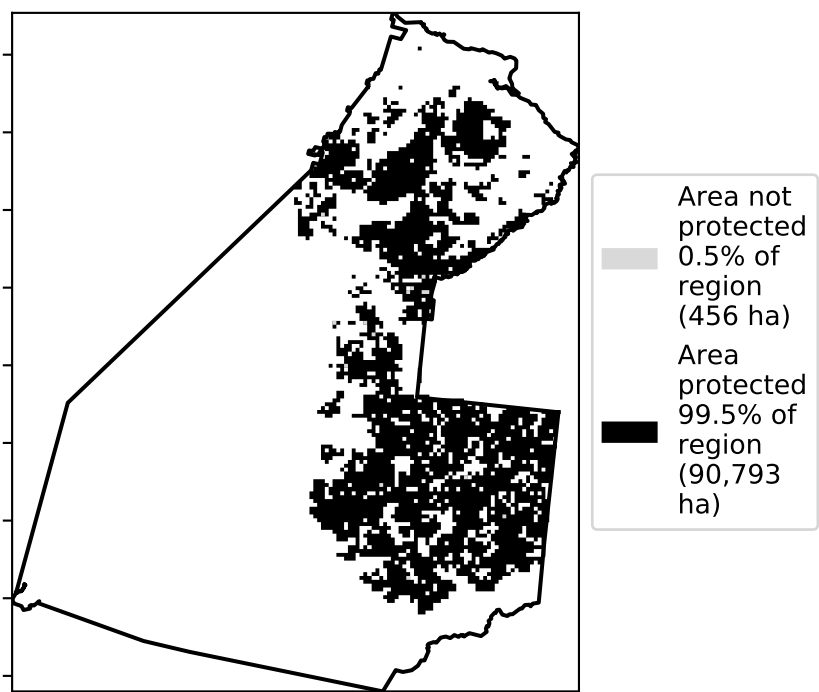 Area not
protected
0.5% of
region
(456 ha)
Area
protected
99.5% of
region
(90,793
ha)